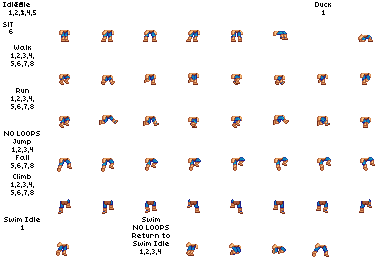 Idle
1,2,3,4,5
Duck
1
SIT
6
Walk
1,2,3,4,
5,6,7,8
Run
1,2,3,4,
5,6,7,8
NO LOOPS
Jump
1,2,3,4
Fall
5,6,7,8
Climb
1,2,3,4,
5,6,7,8
Swim Idle
1
Swim
NO LOOPS
Return to
Swim Idle
1,2,3,4